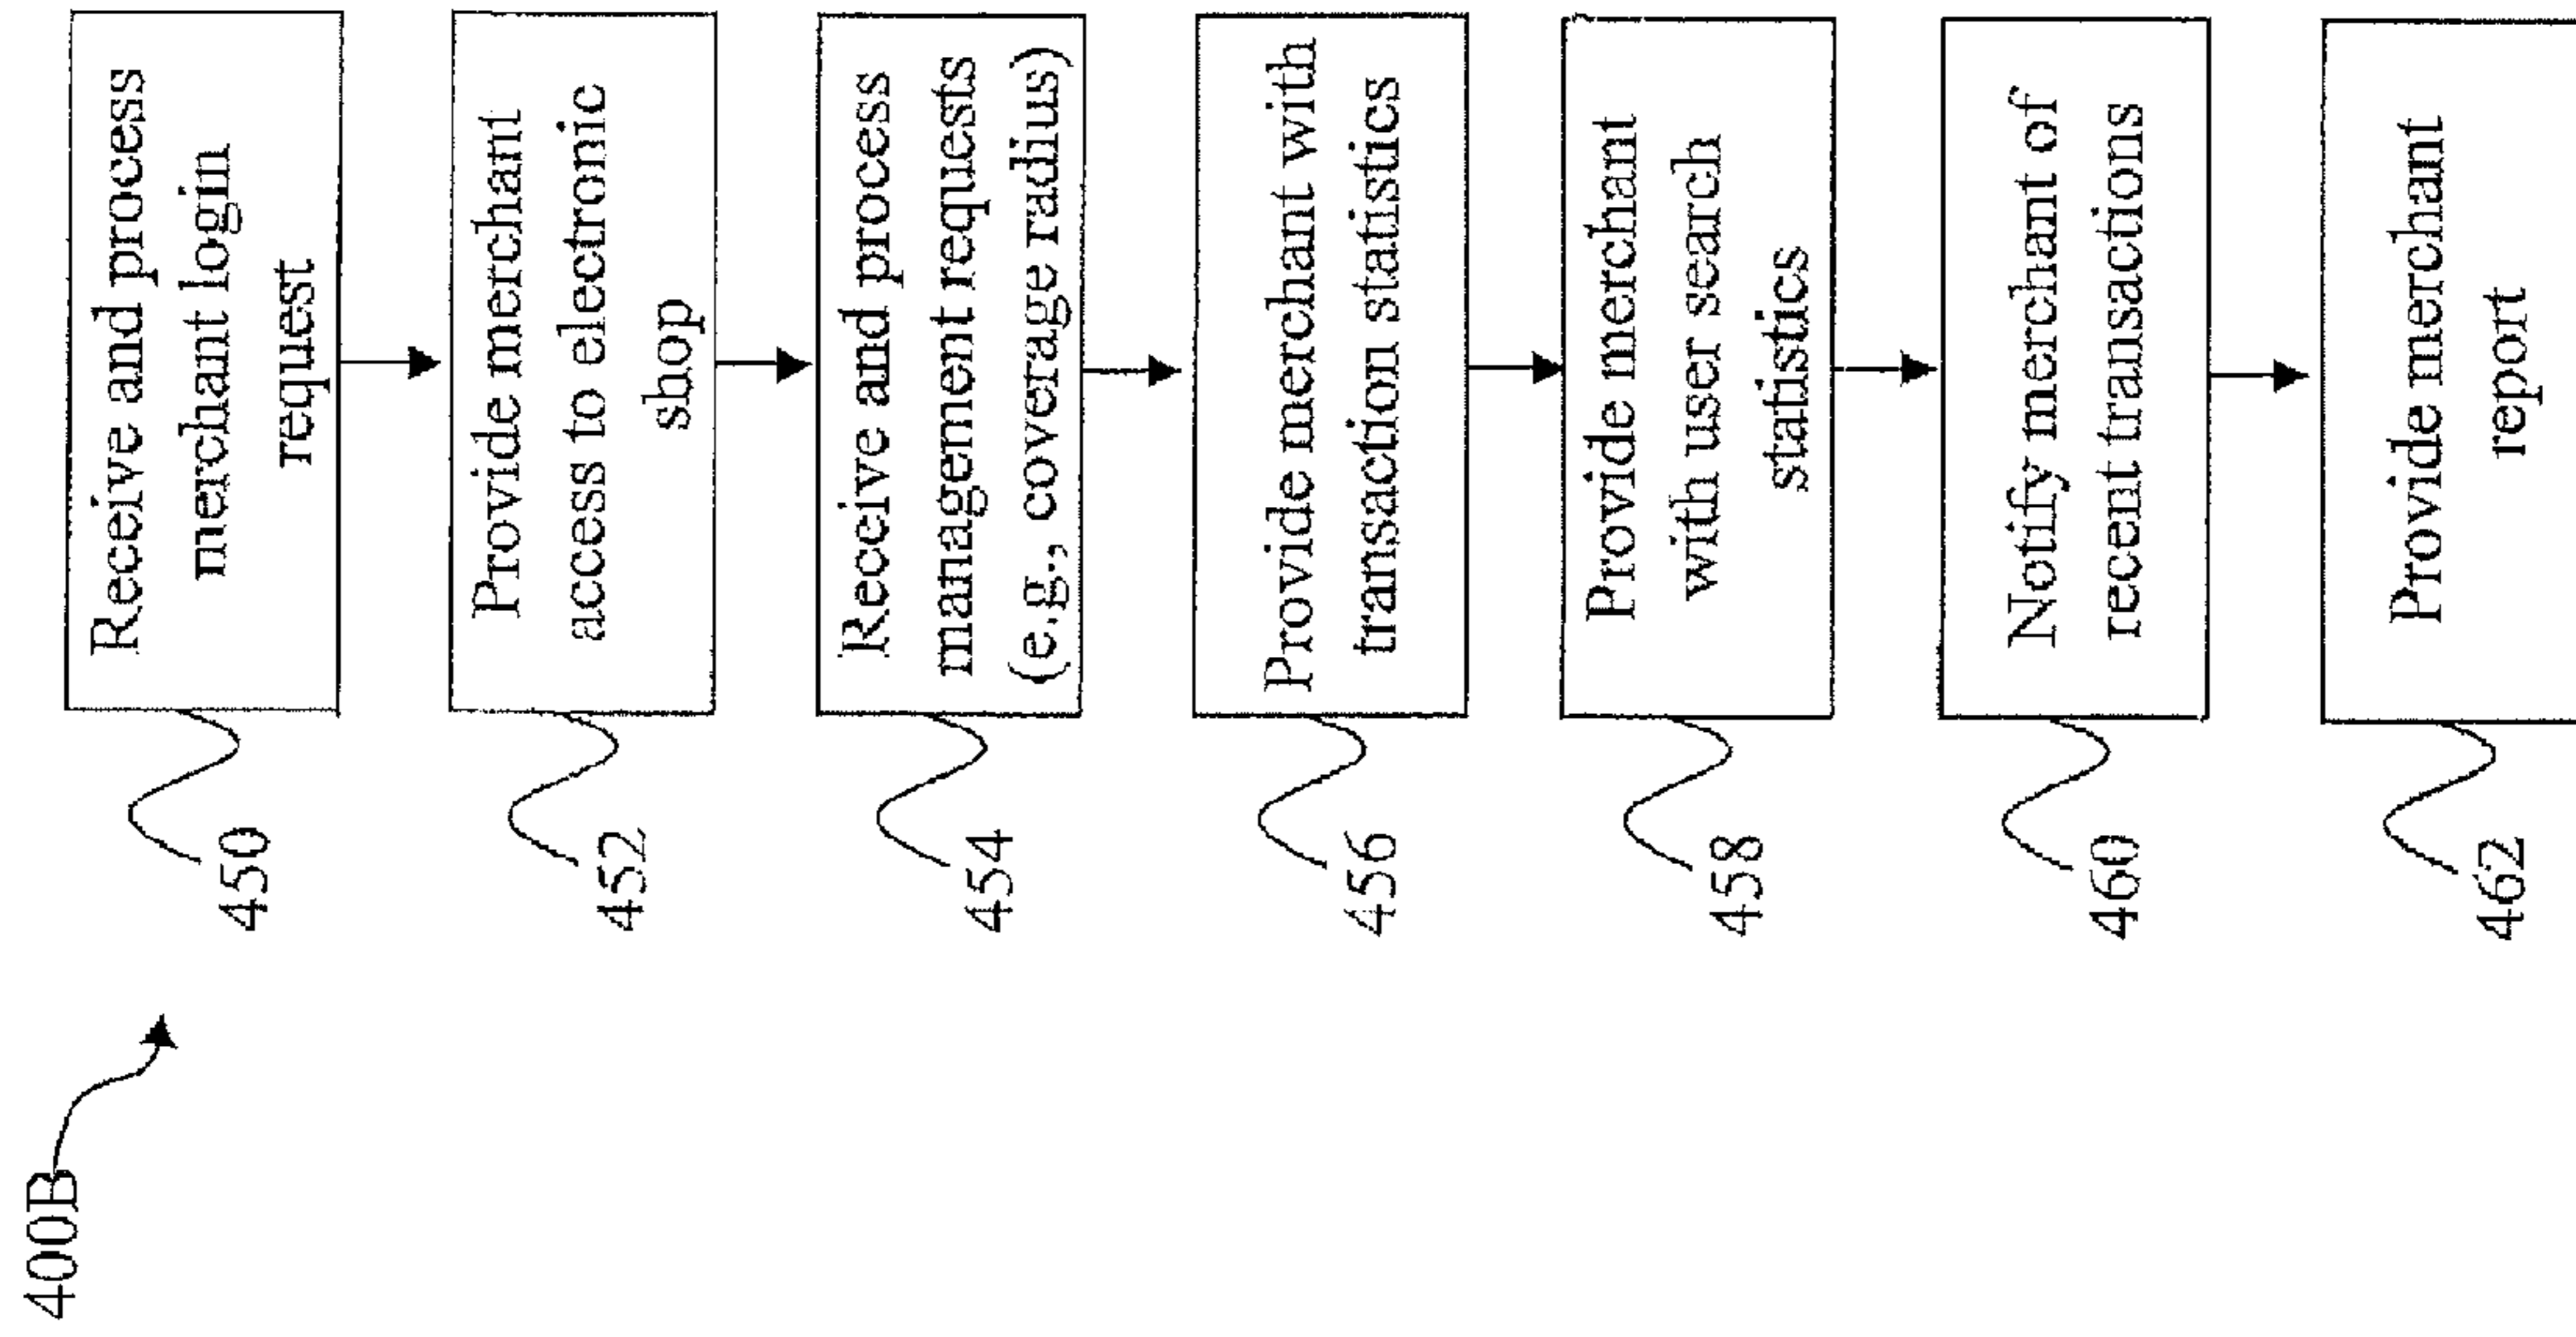 400B
450
Receive and process
merchant login
request
452
Provide merchant
access to electronic
shop
454
Receive and process
management requests
(e.g., coverage radius)
456
Provide merchant with
transaction statistics
458
Provide merchant
with user search
statistics
460
Notify merchant of
recent transactions
462
Provide merchant
report